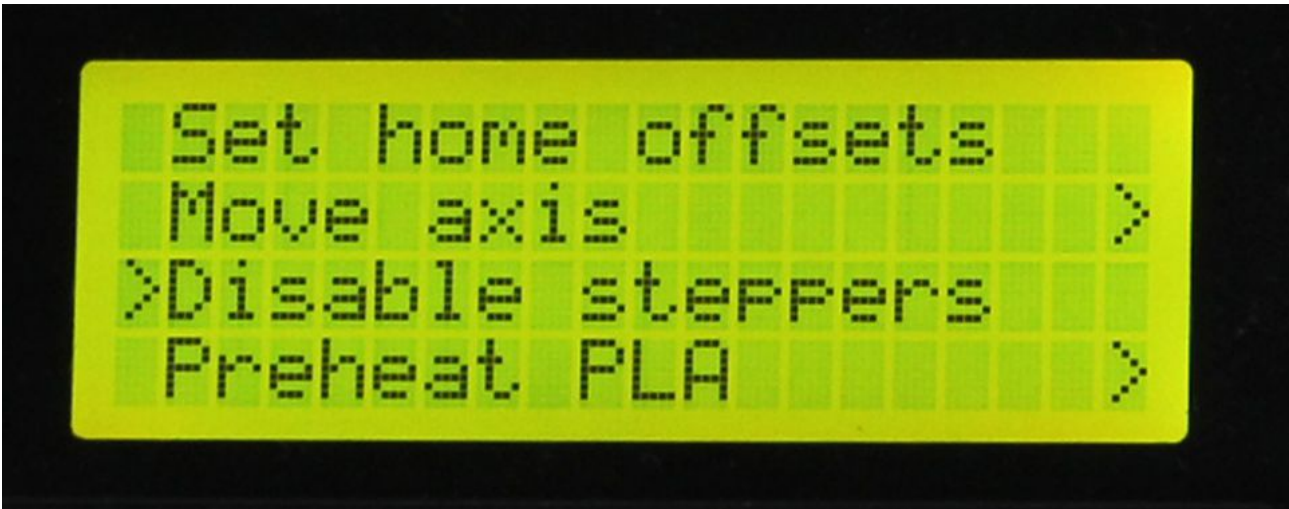 Set home offsets
Move axis >
>Disable steppers
Preheat PLA >